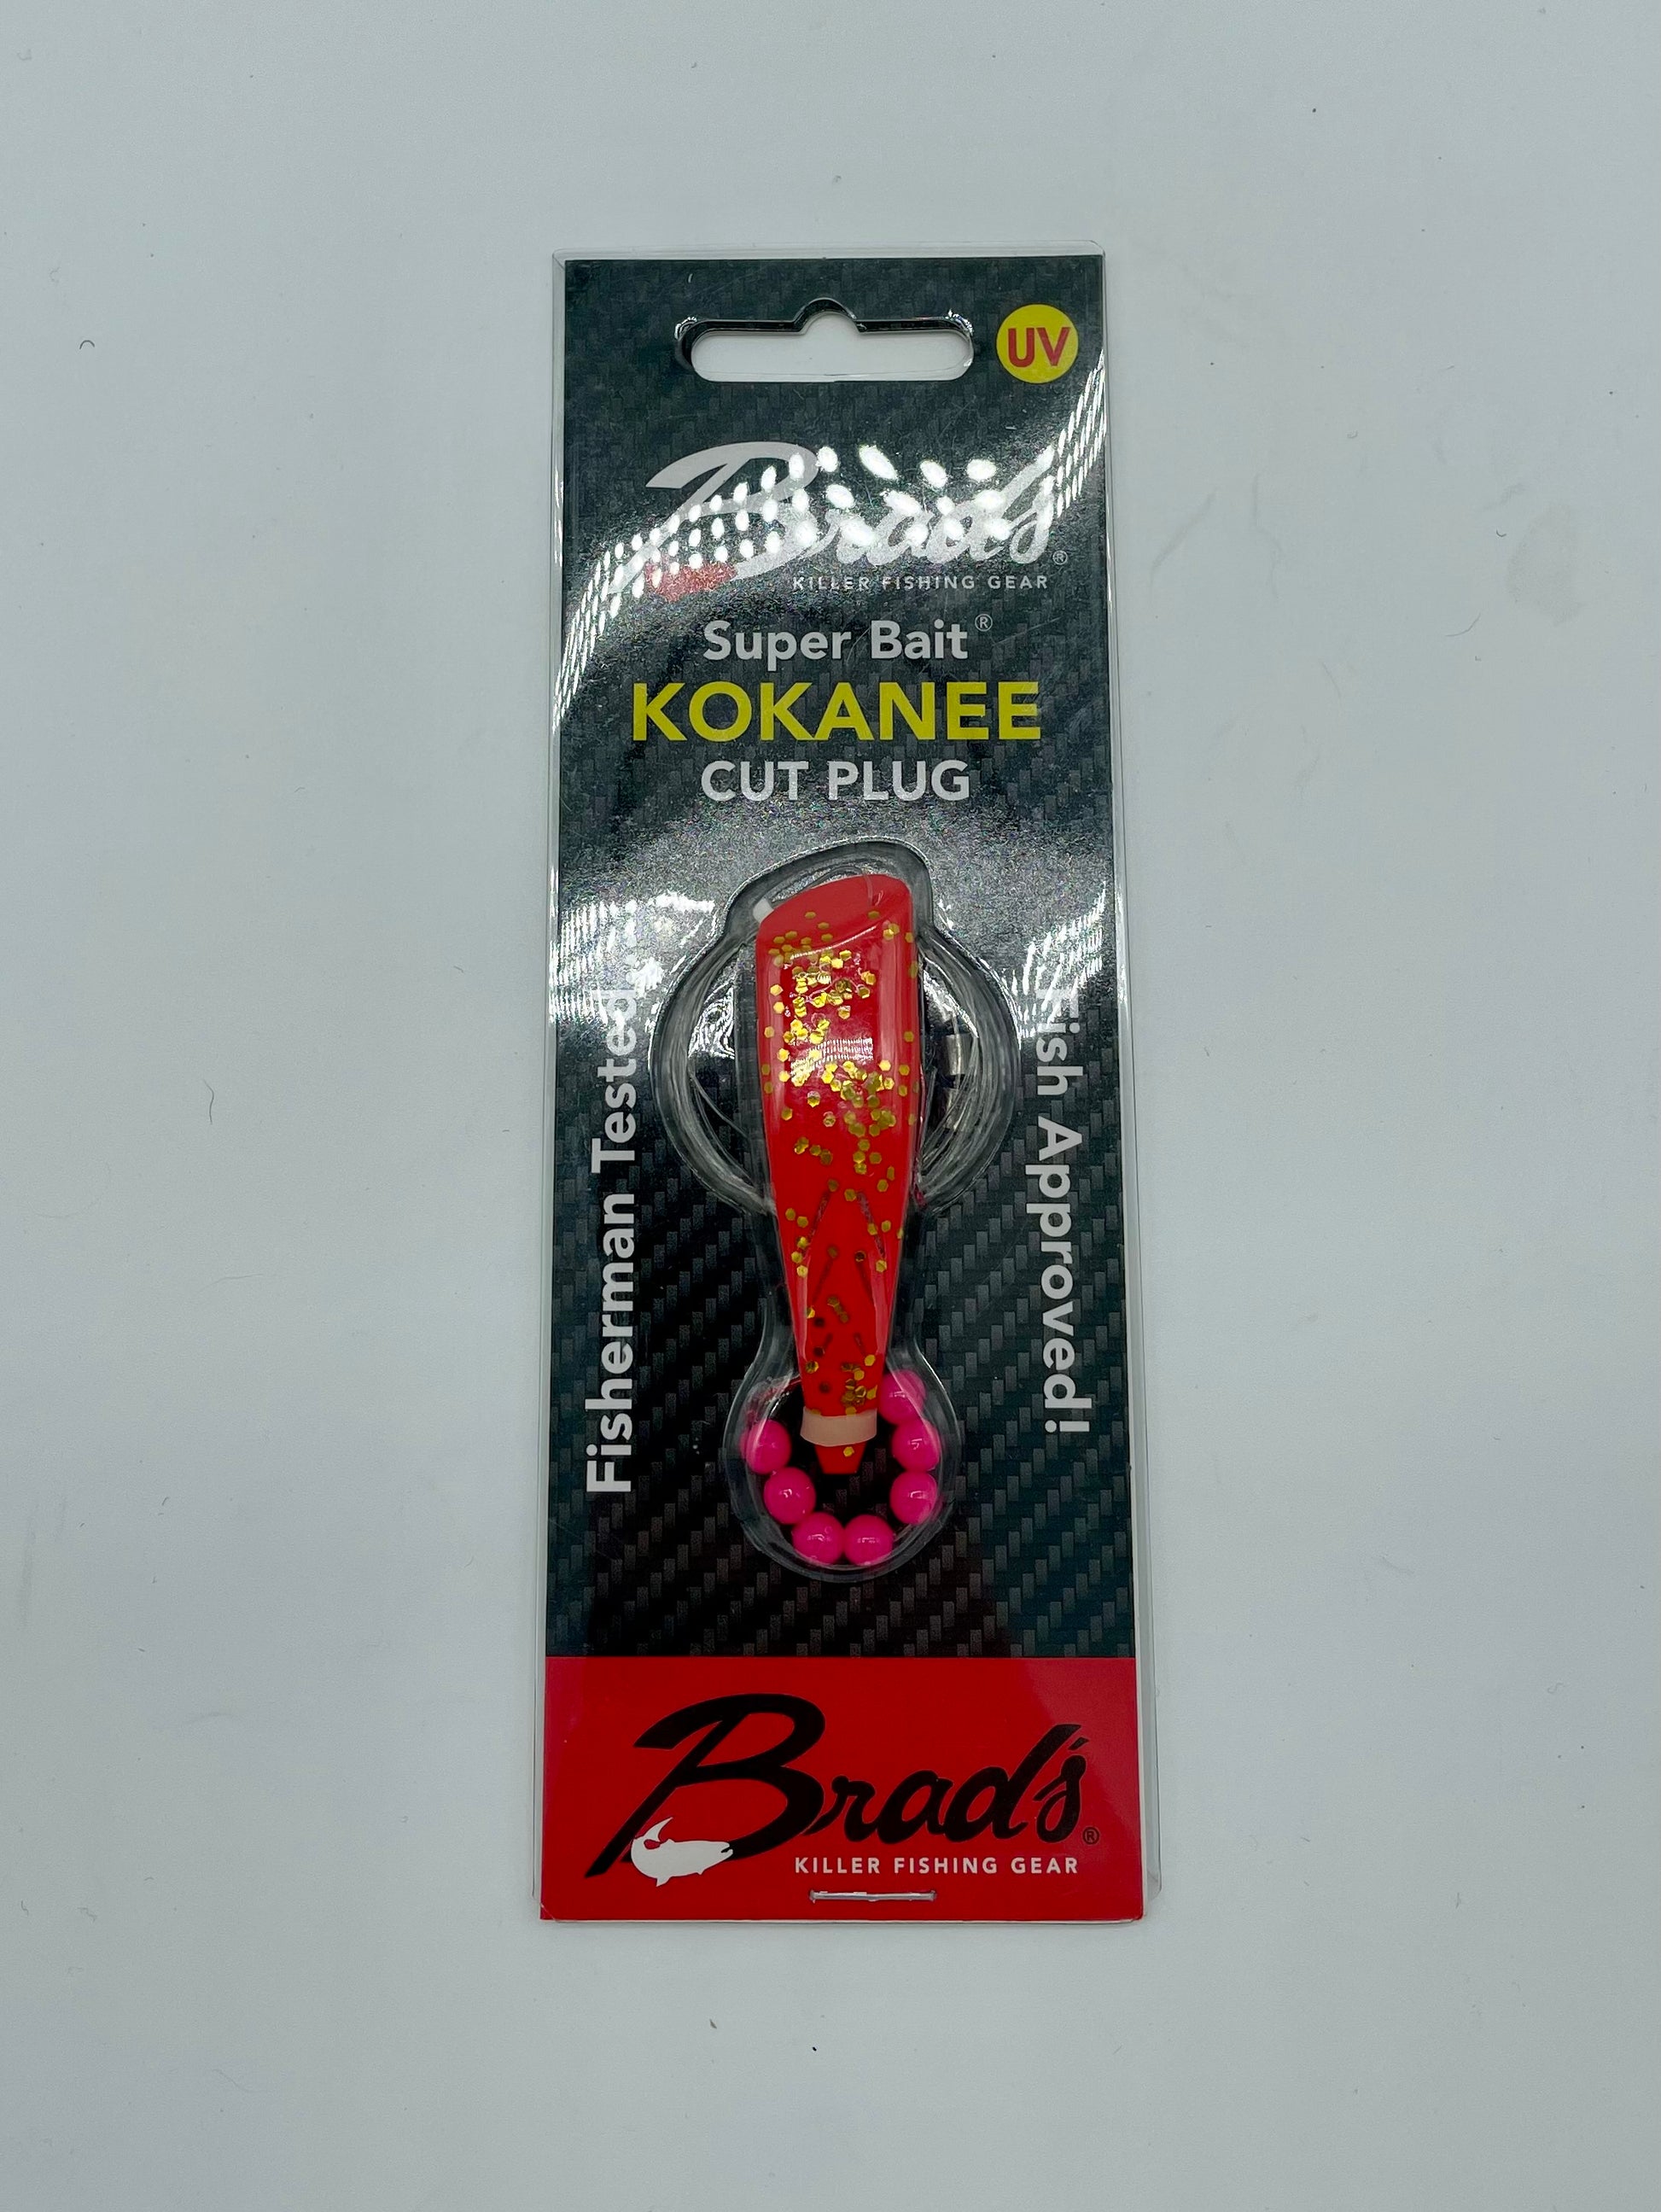 UV
Brad's®
KILLER FISHING GEAR
Super Bait®
KOKANEE
CUT PLUG
Fisherman Tested...
Fish Approved!
Brad's®
KILLER FISHING GEAR